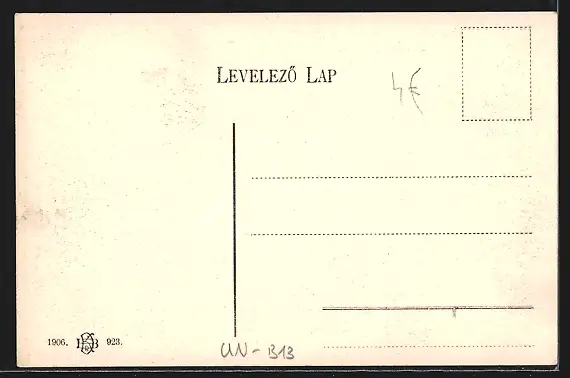 LEVELEZŐ LAP
4€
1906. 923.
UN-B13